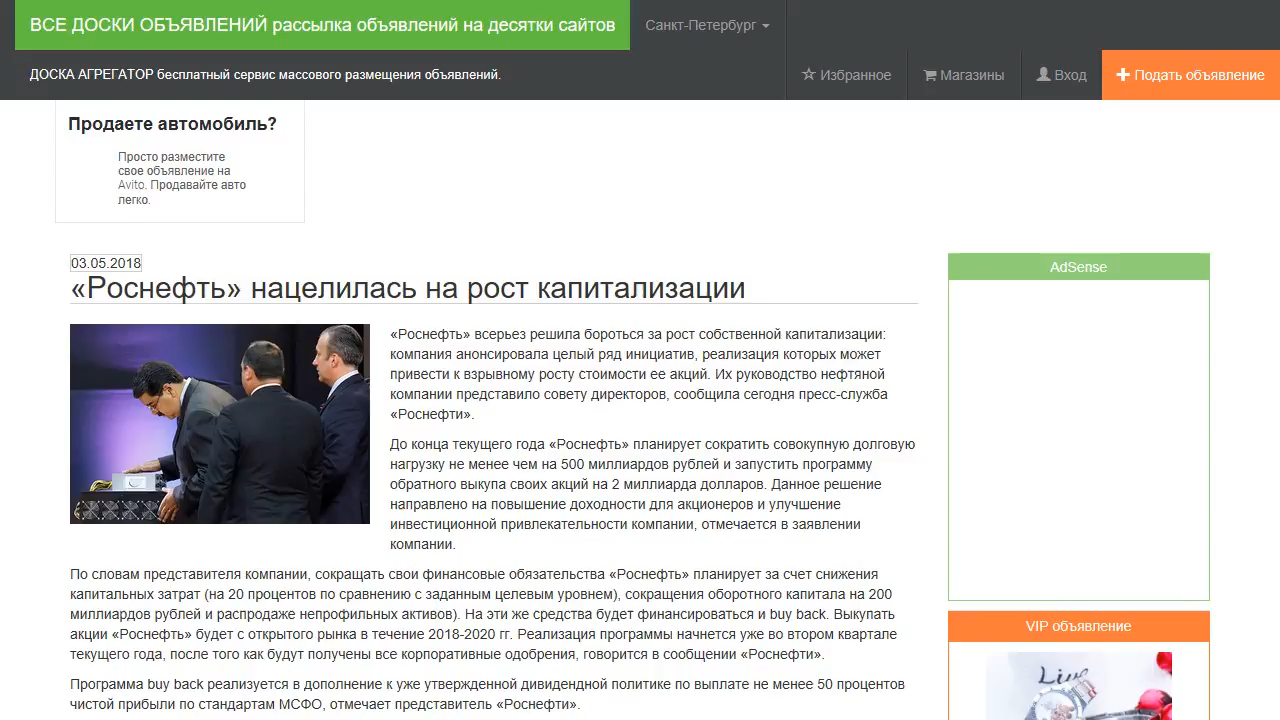 ВСЕ ДОСКИ ОБЪЯВЛЕНИЙ рассылка объявлений на десятки сайтов
Санкт-Петербург
ДОСКА АГРЕГАТОР бесплатный сервис массового размещения объявлений.
Избранное
Магазины
Вход
Подать объявление
Продаете автомобиль?
Просто разместите
свое объявление на
Avito. Продавайте авто
легко.
03.05.2018
«Роснефть» нацелилась на рост капитализации
«Роснефть» всерьез решила бороться за рост собственной капитализации:
компания анонсировала целый ряд инициатив, реализация которых может
привести к взрывному росту стоимости ее акций. Их руководство нефтяной
компании представило совету директоров, сообщила сегодня пресс-служба
«Роснефти».
До конца текущего года «Роснефть» планирует сократить совокупную долговую
нагрузку не менее чем на 500 миллиардов рублей и запустить программу
обратного выкупа своих акций на 2 миллиарда долларов. Данное решение
направлено на повышение доходности для акционеров и улучшение
инвестиционной привлекательности компании, отмечается в заявлении
компании.
По словам представителя компании, сокращать свои финансовые обязательства «Роснефть» планирует за счет снижения
капитальных затрат (на 20 процентов по сравнению с заданным целевым уровнем), сокращения оборотного капитала на 200
миллиардов рублей и распродаже непрофильных активов). На эти же средства будет финансироваться и buy back. Выкупать
акции «Роснефть» будет с открытого рынка в течение 2018-2020 гг. Реализация программы начнется уже во втором квартале
текущего года, после того как будут получены все корпоративные одобрения, говорится в сообщении «Роснефти».
Программа buy back реализуется в дополнение к уже утвержденной дивидендной политике по выплате не менее 50 процентов
чистой прибыли по стандартам МСФО, отмечает представитель «Роснефти».
AdSense
VIP объявление